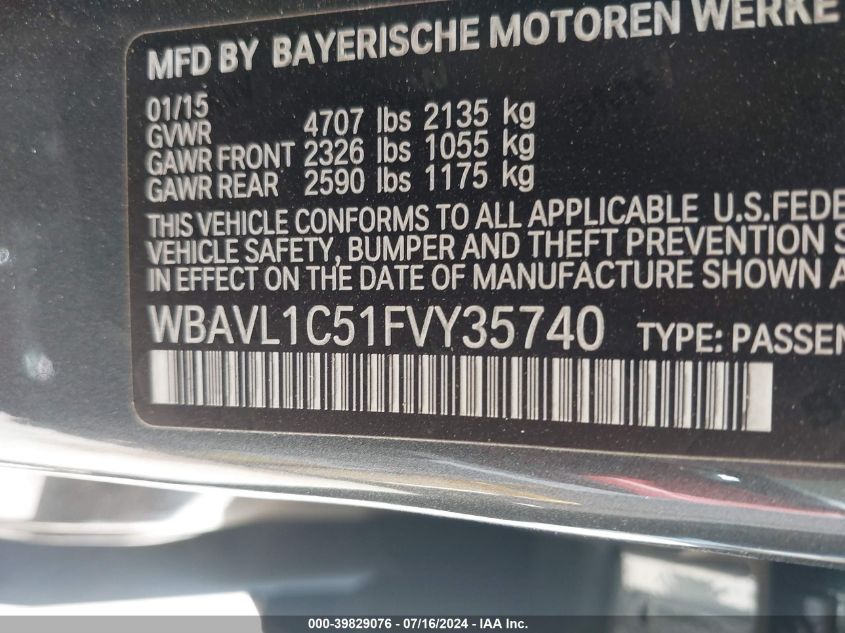 MFD BY BAYERISCHE MOTOREN WERKE
01/15
GVWR 4707 lbs 2135 kg
GAWR FRONT 2326 lbs 1055 kg
GAWR REAR 2590 lbs 1175 kg
THIS VEHICLE CONFORMS TO ALL APPLICABLE U.S.FEDE
VEHICLE SAFETY, BUMPER AND THEFT PREVENTION S
IN EFFECT ON THE DATE OF MANUFACTURE SHOWN A
WBAVL1C51FVY35740 TYPE: PASSEN
000-39829076 / 07/16/2024 / IAA Inc.